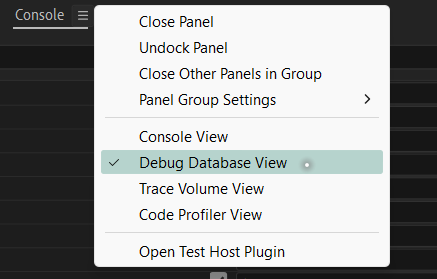 Console
Close Panel
Undock Panel
Close Other Panels in Group
Panel Group Settings
Console View
Debug Database View
Trace Volume View
Code Profiler View
Open Test Host Plugin